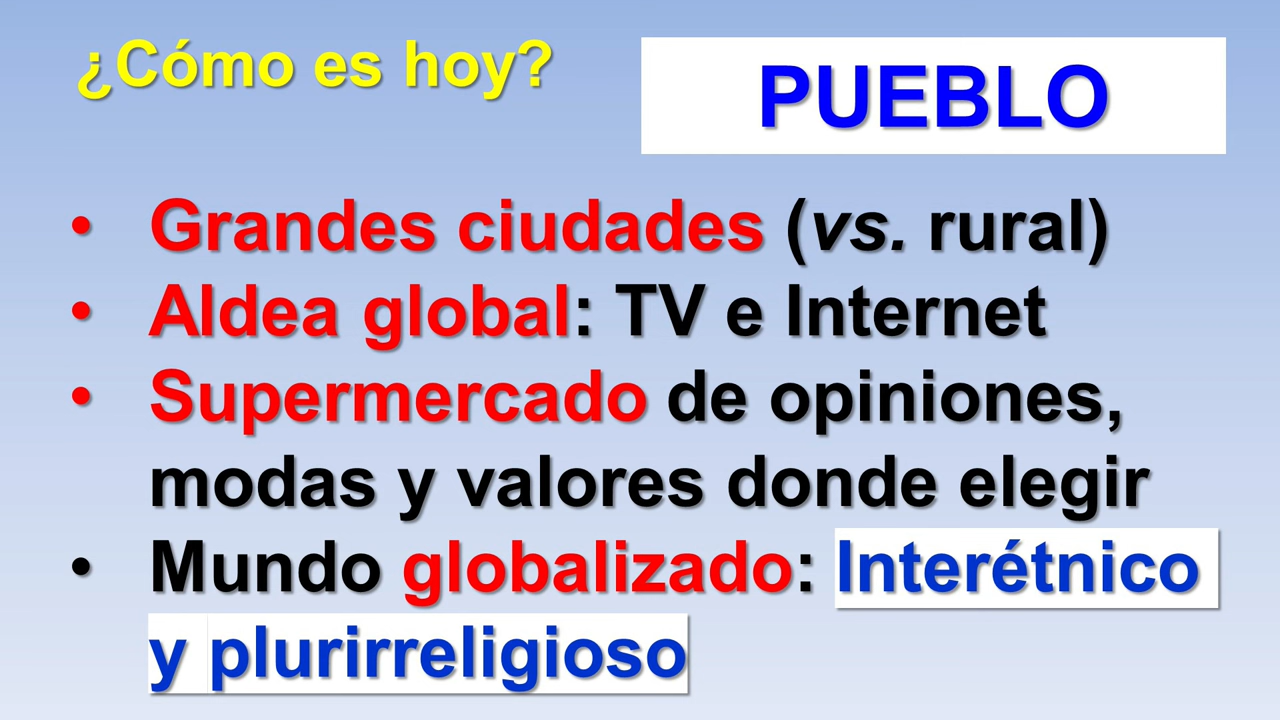 ¿Cómo es hoy?
PUEBLO
• Grandes ciudades (vs. rural)
• Aldea global: TV e Internet
• Supermercado de opiniones,
modas y valores donde elegir
• Mundo globalizado: Interétnico
y plurirreligioso